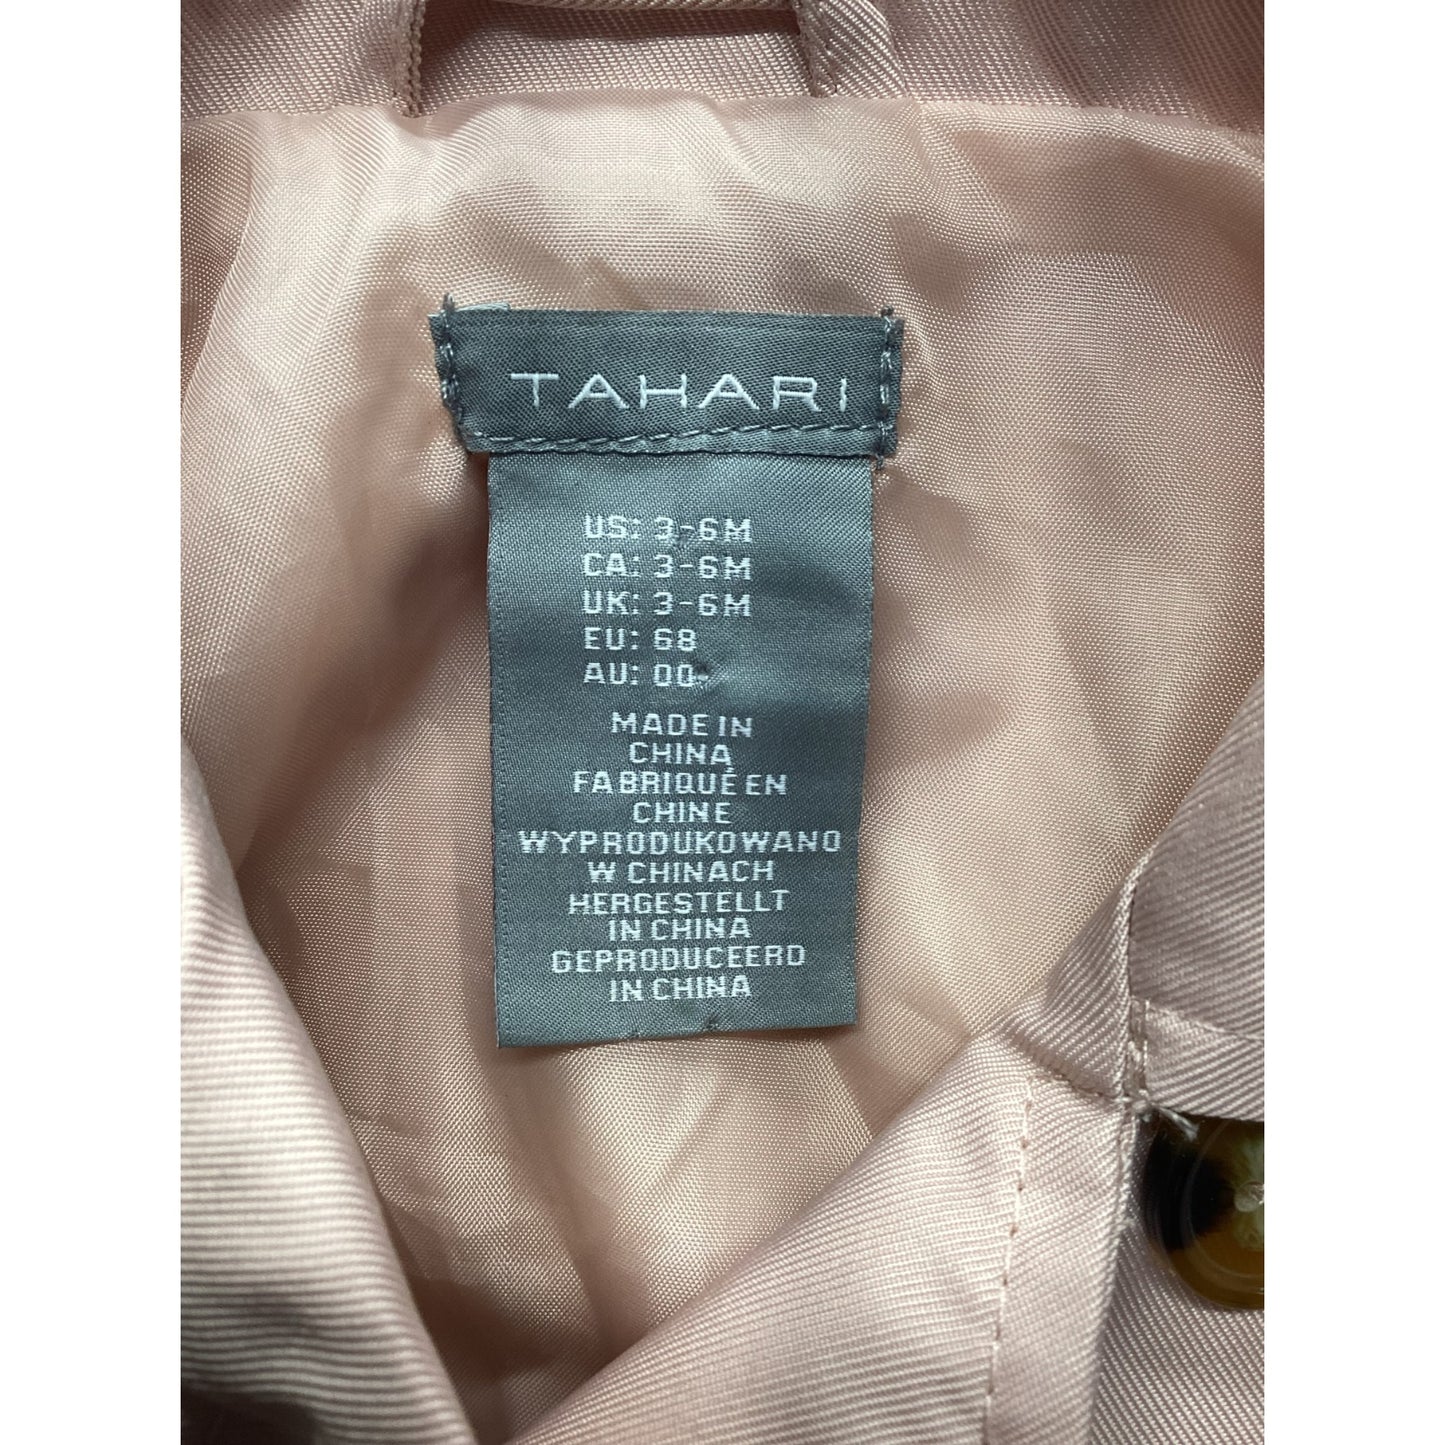 TAHARI
US: 3-6M
CA: 3-6M
UK: 3-6M
EU: 68
AU: 00
MADE IN
CHINA
FABRIQUÉ EN
CHINE
WYPRODUKOWANO
W CHINACH
HERGESTELLT
IN CHINA
GEPRODUCEERD
IN CHINA